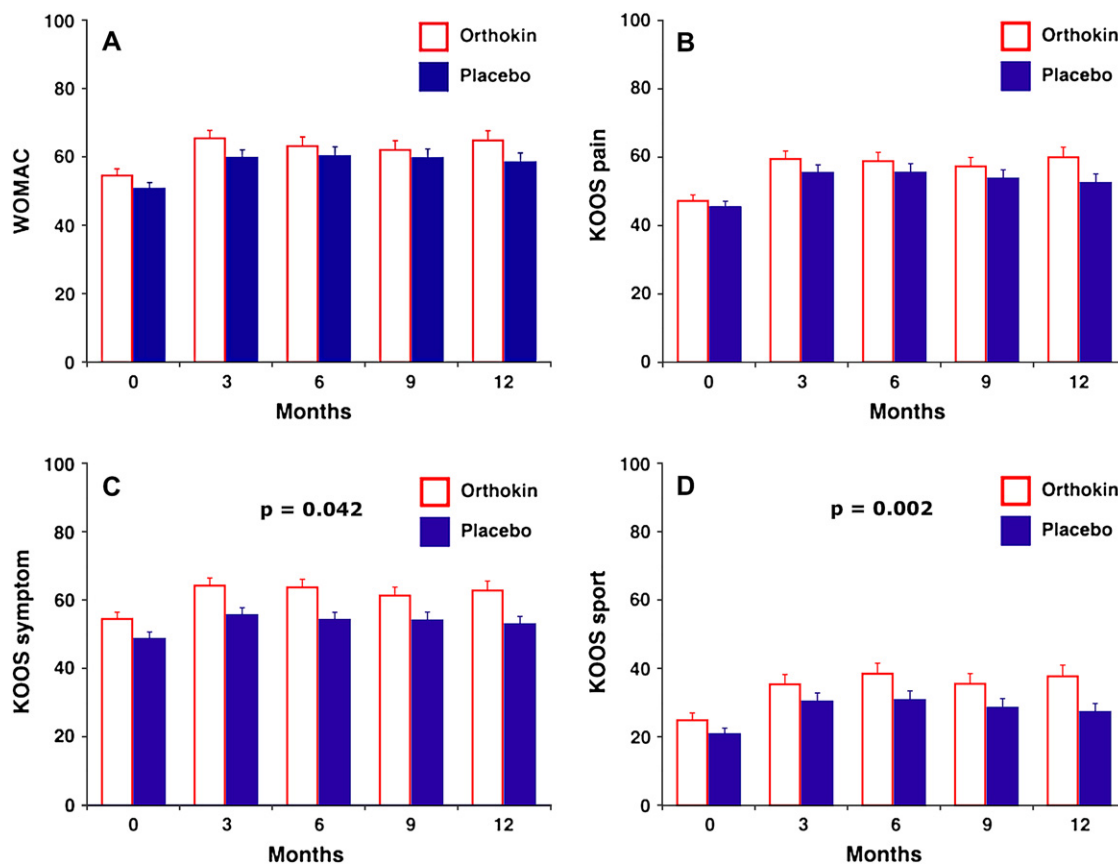 A
Orthokin
Placebo
WOMAC
100
80
60
40
20
0
0 3 6 9 12
Months
B
Orthokin
Placebo
KOOS pain
100
80
60
40
20
0
0 3 6 9 12
Months
C
p = 0.042
Orthokin
Placebo
KOOS symptom
100
80
60
40
20
0
0 3 6 9 12
Months
D
p = 0.002
Orthokin
Placebo
KOOS sport
100
80
60
40
20
0
0 3 6 9 12
Months